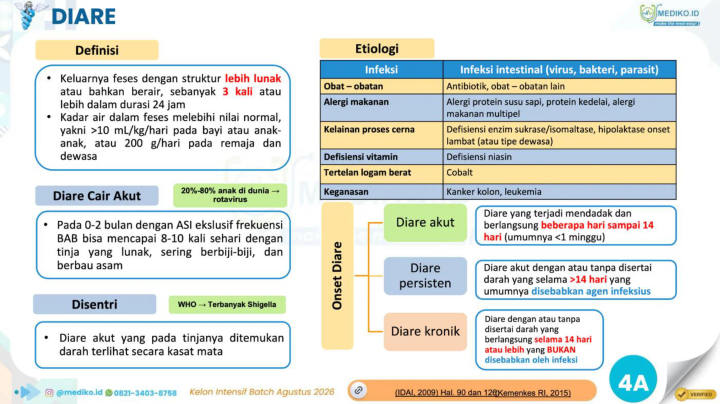 DIARE
MEDIKO.ID
Definisi
• Keluarnya feses dengan struktur lebih lunak
atau bahkan berair, sebanyak 3 kali atau
lebih dalam durasi 24 jam
• Kadar air dalam feses melebihi nilai normal,
yakni >10 mL/kg/hari pada bayi atau anak-
anak, atau 200 g/hari pada remaja dan
dewasa
Diare Cair Akut
20%-80% anak di dunia →
rotavirus
• Pada 0-2 bulan dengan ASI ekslusif frekuensi
BAB bisa mencapai 8-10 kali sehari dengan
tinja yang lunak, sering berbiji-biji, dan
berbau asam
Disentri
WHO → Terbanyak Shigella
• Diare akut yang pada tinjanya ditemukan
darah terlihat secara kasat mata
Etiologi
Infeksi Infeksi intestinal (virus, bakteri, parasit)
Obat – obatan Antibiotik, obat – obatan lain
Alergi makanan Alergi protein susu sapi, protein kedelai, alergi
makanan multipel
Kelainan proses cerna Defisiensi enzim sukrase/isomaltase, hipolaktase onset
lambat (atau tipe dewasa)
Defisiensi vitamin Defisiensi niasin
Tertelan logam berat Cobalt
Keganasan Kanker kolon, leukemia
Onset Diare
Diare akut
Diare yang terjadi mendadak dan
berlangsung beberapa hari sampai 14
hari (umumnya <1 minggu)
Diare
persisten
Diare akut dengan atau tanpa disertai
darah yang selama >14 hari yang
umumnya disebabkan agen infeksius
Diare kronik
Diare dengan atau tanpa
disertai darah yang
berlangsung selama 14 hari
atau lebih yang BUKAN
disebabkan oleh infeksi
4A
@mediko.id 0821-3403-8758 Kelon Intensif Batch Agustus 2026
(IDAI, 2009) Hal. 90 dan 126(Kemenkes RI, 2015)
VERIFIED